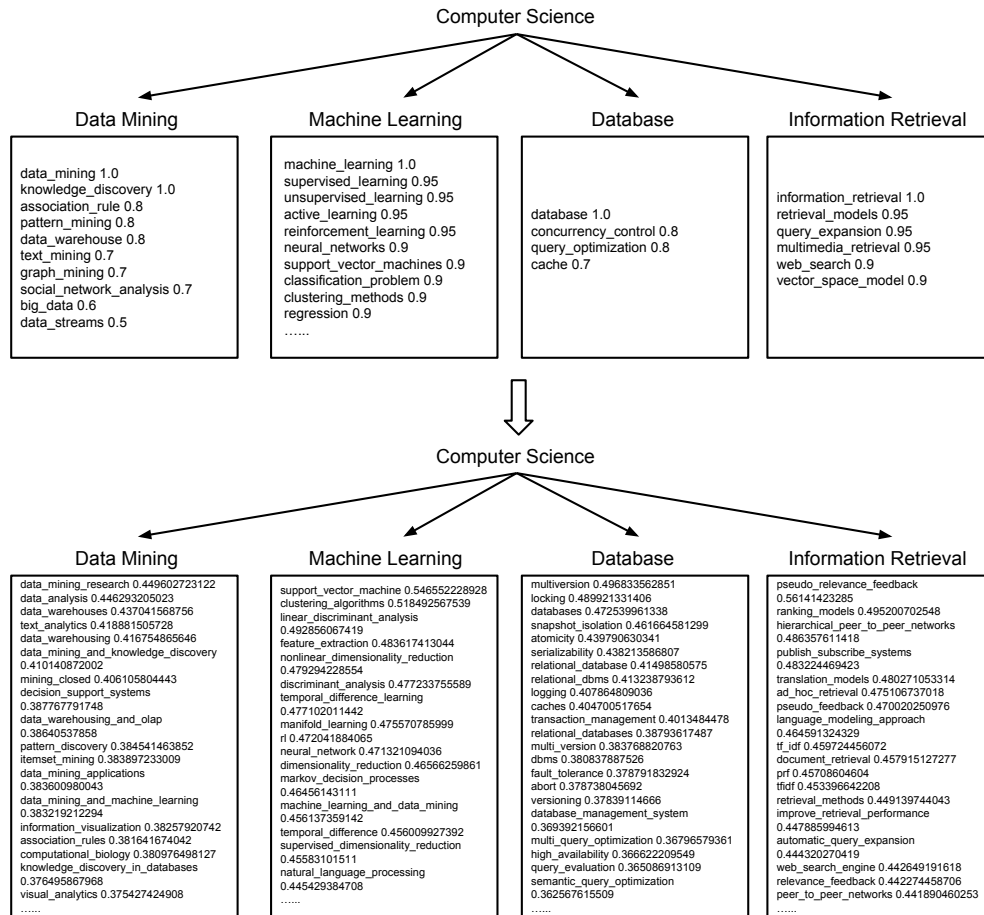 Computer Science
Data Mining
data_mining 1.0
knowledge_discovery 1.0
association_rule 0.8
pattern_mining 0.8
data_warehouse 0.8
text_mining 0.7
graph_mining 0.7
social_network_analysis 0.7
big_data 0.6
data_streams 0.5
Machine Learning
machine_learning 1.0
supervised_learning 0.95
unsupervised_learning 0.95
active_learning 0.95
reinforcement_learning 0.95
neural_networks 0.9
support_vector_machines 0.9
classification_problem 0.9
clustering_methods 0.9
regression 0.9
…...
Database
database 1.0
concurrency_control 0.8
query_optimization 0.8
cache 0.7
Information Retrieval
information_retrieval 1.0
retrieval_models 0.95
query_expansion 0.95
multimedia_retrieval 0.95
web_search 0.9
vector_space_model 0.9
Computer Science
Data Mining
data_mining_research 0.449602723122
data_analysis 0.446293205023
data_warehouses 0.437041568756
text_analytics 0.418881505728
data_warehousing 0.416754865646
data_mining_and_knowledge_discovery
0.410140872002
mining_closed 0.406105804443
decision_support_systems
0.387767791748
data_warehousing_and_olap
0.38640537858
pattern_discovery 0.384541463852
itemset_mining 0.383897233009
data_mining_applications
0.383600980043
data_mining_and_machine_learning
0.383219212294
information_visualization 0.38257920742
association_rules 0.381641674042
computational_biology 0.380976498127
knowledge_discovery_in_databases
0.376495867968
visual_analytics 0.375427424908
…...
Machine Learning
support_vector_machine 0.546552228928
clustering_algorithms 0.518492567539
linear_discriminant_analysis
0.492856067419
feature_extraction 0.483617413044
nonlinear_dimensionality_reduction
0.479294228554
discriminant_analysis 0.477233755589
temporal_difference_learning
0.477102011442
manifold_learning 0.475570785999
rl 0.472041884065
neural_network 0.471321094036
dimensionality_reduction 0.46566259861
markov_decision_processes
0.46456143111
machine_learning_and_data_mining
0.456137359142
temporal_difference 0.456009927392
supervised_dimensionality_reduction
0.45583101511
natural_language_processing
0.445429384708
…...
Database
multiversion 0.496833562851
locking 0.489921331406
databases 0.472539961338
snapshot_isolation 0.461664581299
atomicity 0.439790630341
serializability 0.438213586807
relational_database 0.41498580575
relational_dbms 0.413238793612
logging 0.407864809036
caches 0.404700517654
transaction_management 0.4013484478
relational_databases 0.38793617487
multi_version 0.383768820763
dbms 0.380837887526
fault_tolerance 0.378791832924
abort 0.378738045692
versioning 0.37839114666
database_management_system
0.369392156601
multi_query_optimization 0.36796579361
high_availability 0.366622209549
query_evaluation 0.365086913109
semantic_query_optimization
0.362567615509
…...
Information Retrieval
pseudo_relevance_feedback
0.56141423285
ranking_models 0.495200702548
hierarchical_peer_to_peer_networks
0.486357611418
publish_subscribe_systems
0.483224469423
translation_models 0.480271053314
ad_hoc_retrieval 0.475106737018
pseudo_feedback 0.470020250976
language_modeling_approach
0.464591324329
tf_idf 0.459724456072
document_retrieval 0.457915127277
prf 0.45708604604
tfidf 0.453396642208
retrieval_methods 0.449139744043
improve_retrieval_performance
0.447885994613
automatic_query_expansion
0.444320270419
web_search_engine 0.442649191618
relevance_feedback 0.442274458706
peer_to_peer_networks 0.441890460253
…...